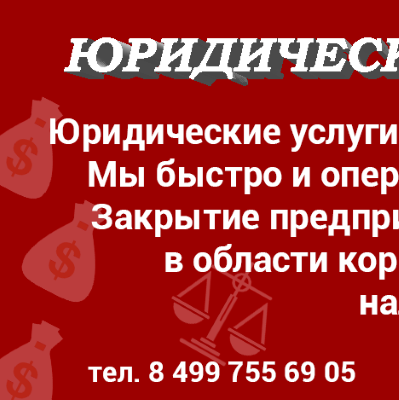 ЮРИДИЧЕСК
Юридические услуги
Мы быстро и опер
Закрытие предпри
в области кор
на
тел. 8 499 755 69 05